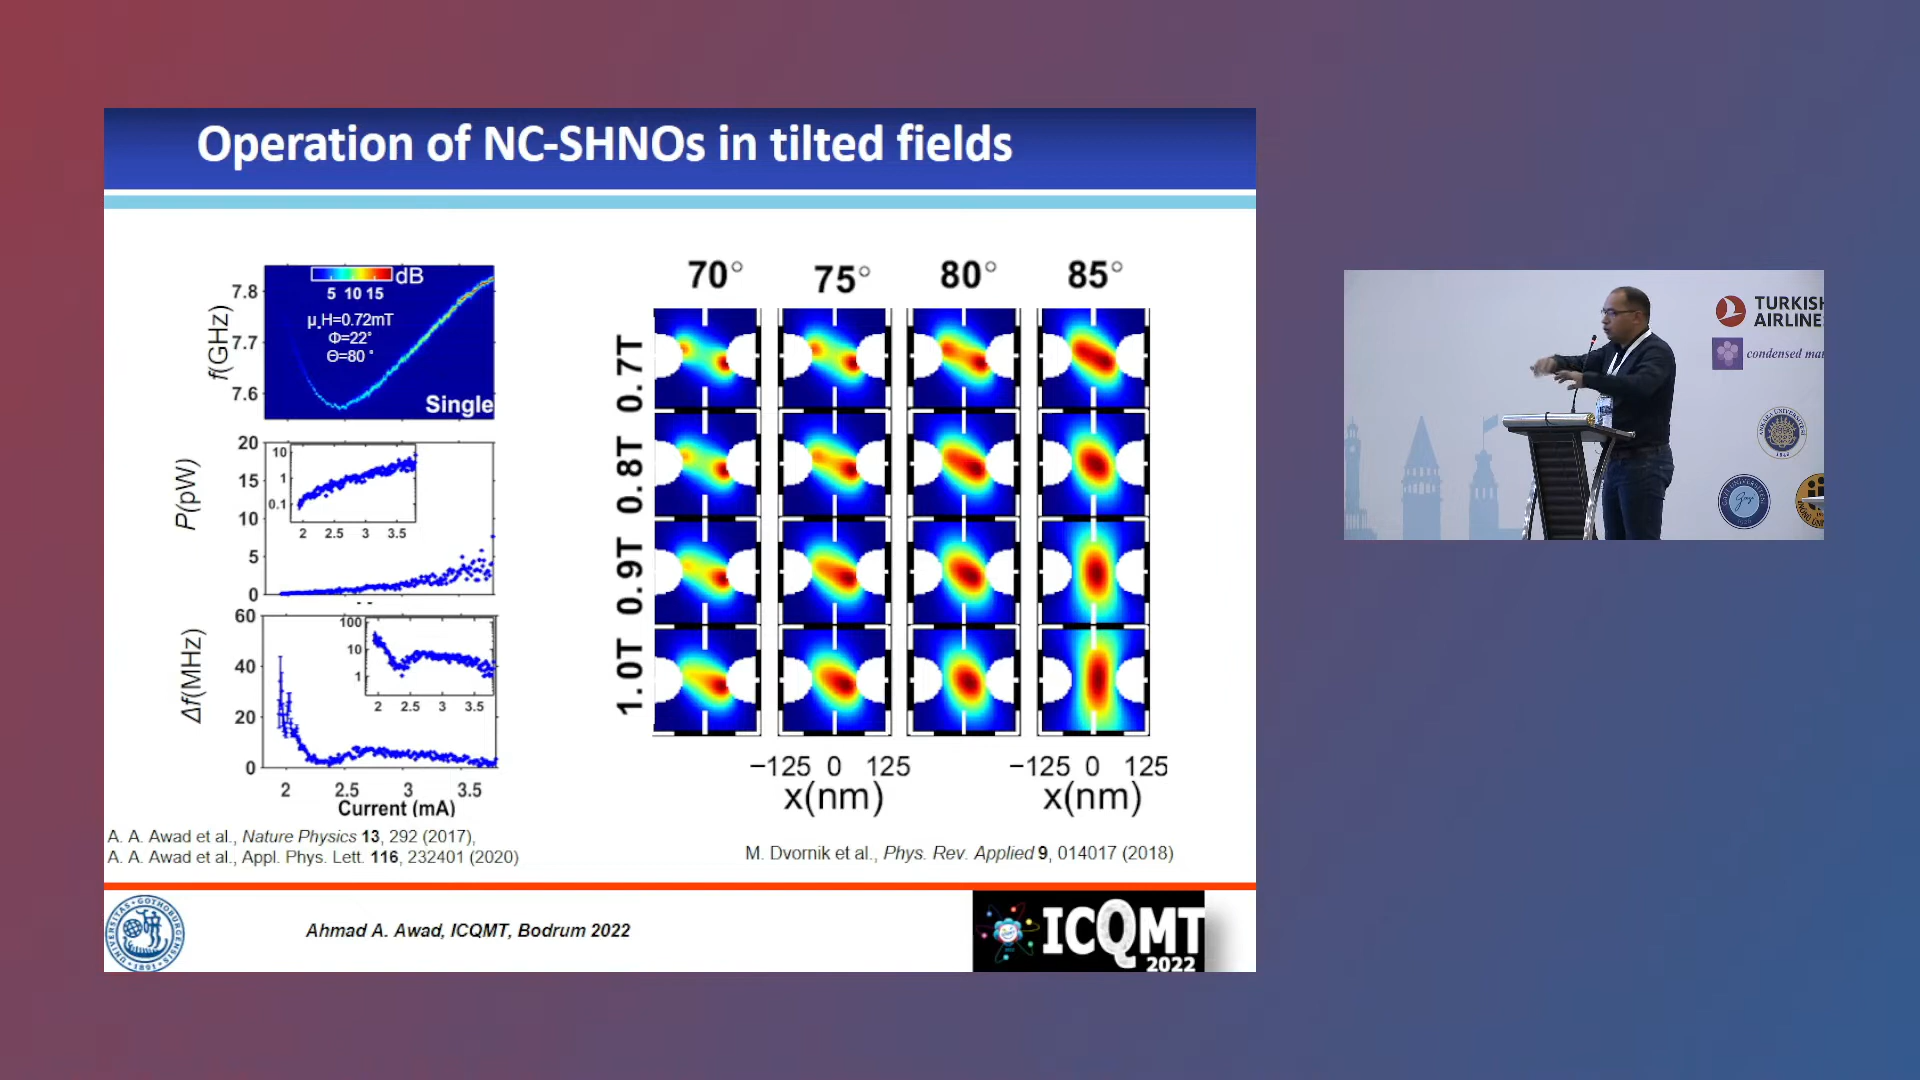 Operation of NC-SHNOs in tilted fields
dB
5 10 15
μ∘H=0.72mT
Φ=22°
Θ=80 °
Single
f(GHz)
7.8
7.7
7.6
P(pW)
20
15
10
5
0
10
1
0.1
2 2.5 3 3.5
Δf(MHz)
60
40
20
0
100
10
1
2 2.5 3 3.5
2 2.5 3 3.5
Current (mA)
A. A. Awad et al., Nature Physics 13, 292 (2017),
A. A. Awad et al., Appl. Phys. Lett. 116, 232401 (2020)
70° 75° 80° 85°
0.7T
0.8T
0.9T
1.0T
−125 0 125 −125 0 125
x(nm) x(nm)
M. Dvornik et al., Phys. Rev. Applied 9, 014017 (2018)
Ahmad A. Awad, ICQMT, Bodrum 2022
ICQMT
2022
TURKISH
AIRLINE
condensed mat